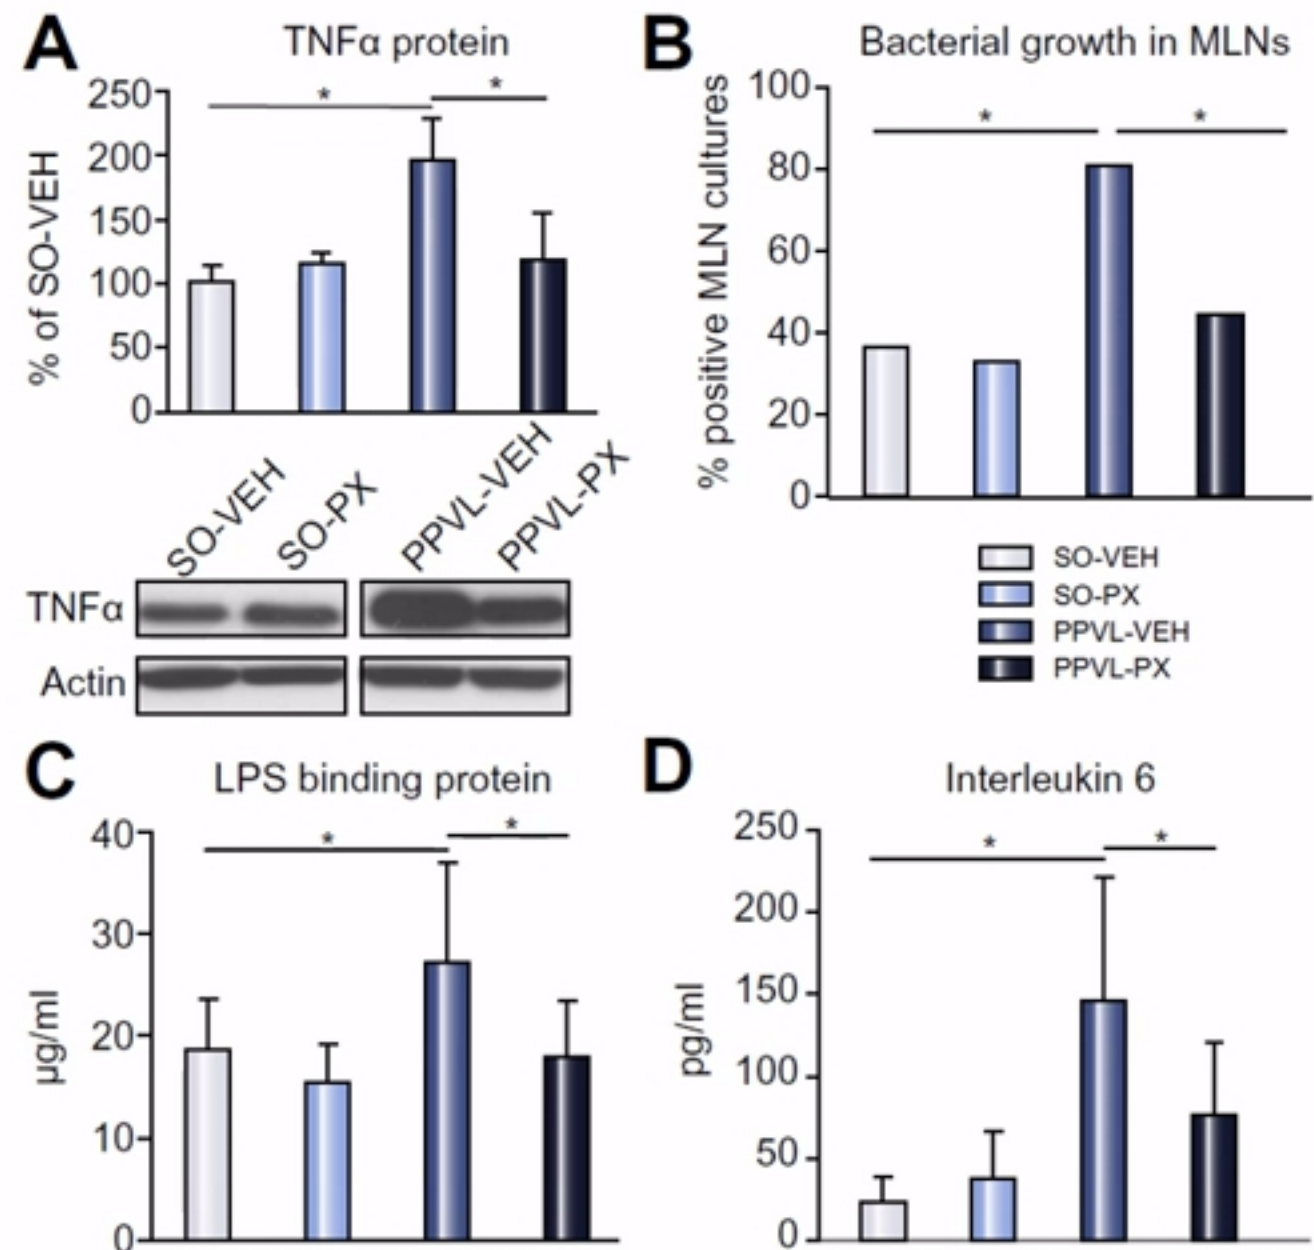 A
TNFα protein
% of SO-VEH
250
200
150
100
50
0
*
*
SO-VEH
SO-PX
PPVL-VEH
PPVL-PX
TNFα
Actin
B
Bacterial growth in MLNs
% positive MLN cultures
100
80
60
40
20
0
*
*
SO-VEH
SO-PX
PPVL-VEH
PPVL-PX
C
LPS binding protein
µg/ml
40
30
20
10
0
*
*
D
Interleukin 6
pg/ml
250
200
150
100
50
0
*
*